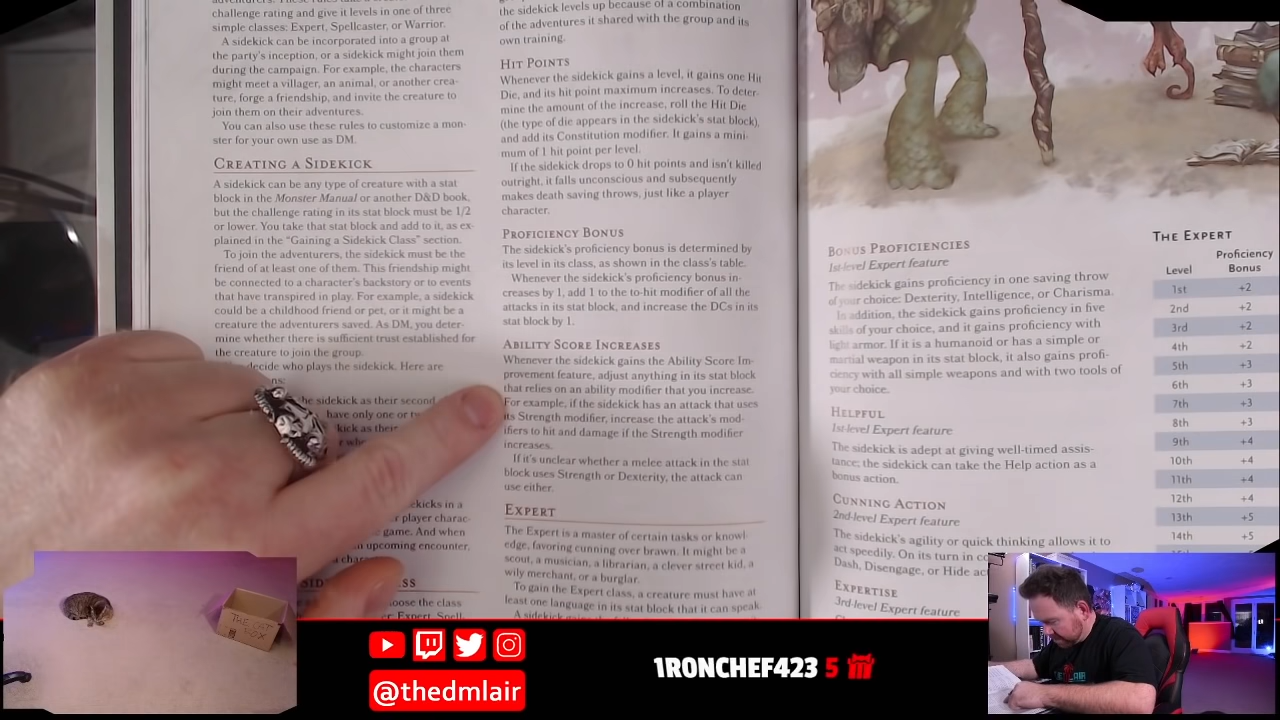 challenge rating and give it levels in one of three
simple classes: Expert, Spellcaster, or Warrior.
A sidekick can be incorporated into a group at
the party's inception, or a sidekick might join them
during the campaign. For example, the characters
might meet a villager, an animal, or another crea-
ture, forge a friendship, and invite the creature to
join them on their adventures.
You can also use these rules to customize a mon-
ster for your own use as DM.
CREATING A SIDEKICK
A sidekick can be any type of creature with a stat
block in the Monster Manual or another D&D book,
but the challenge rating in its stat block must be 1/2
or lower. You take that stat block and add to it, as ex-
plained in the "Gaining a Sidekick Class" section.
To join the adventurers, the sidekick must be the
friend of at least one of them. This friendship might
be connected to a character's backstory or to events
that have transpired in play. For example, a sidekick
could be a childhood friend or pet, or it might be a
creature the adventurers saved. As DM, you deter-
mine whether there is sufficient trust established for
the creature to join the group.
decide who plays the sidekick. Here are
he sidekick as their second
have only one or tw
kick as their
ekicks in a
player charac-
game. And when
upcoming encounter,
oose the class
the sidekick levels up because of a combination
of the adventures it shared with the group and its
own training.
HIT POINTS
Whenever the sidekick gains a level, it gains one Hit
Die, and its hit point maximum increases. To deter-
mine the amount of the increase, roll the Hit Die
(the type of die appears in the sidekick's stat block),
and add its Constitution modifier. It gains a mini-
mum of 1 hit point per level.
If the sidekick drops to 0 hit points and isn't killed
outright, it falls unconscious and subsequently
makes death saving throws, just like a player
character.
PROFICIENCY BONUS
The sidekick's proficiency bonus is determined by
its level in its class, as shown in the class's table.
Whenever the sidekick's proficiency bonus in-
creases by 1, add 1 to the to-hit modifier of all the
attacks in its stat block, and increase the DCs in its
stat block by 1.
ABILITY SCORE INCREASES
Whenever the sidekick gains the Ability Score Im-
provement feature, adjust anything in its stat block
that relies on an ability modifier that you increase.
For example, if the sidekick has an attack that uses
its Strength modifier, increase the attack's mod-
ifiers to hit and damage if the Strength modifier
increases.
If it's unclear whether a melee attack in the stat
block uses Strength or Dexterity, the attack can
use either.
EXPERT
The Expert is a master of certain tasks or knowl-
edge, favoring cunning over brawn. It might be a
scout, a musician, a librarian, a clever street kid, a
wily merchant, or a burglar.
To gain the Expert class, a creature must have at
least one language in its stat block that it can speak.
BONUS PROFICIENCIES
1st-level Expert feature
The sidekick gains proficiency in one saving throw
of your choice: Dexterity, Intelligence, or Charisma.
In addition, the sidekick gains proficiency in five
skills of your choice, and it gains proficiency with
light armor. If it is a humanoid or has a simple or
martial weapon in its stat block, it also gains profi-
ciency with all simple weapons and with two tools of
your choice.
HELPFUL
1st-level Expert feature
The sidekick is adept at giving well-timed assis-
tance; the sidekick can take the Help action as a
bonus action.
CUNNING ACTION
2nd-level Expert feature
The sidekick's agility or quick thinking allows it to
act speedily. On its turn in co
Dash, Disengage, or Hide ac
EXPERTISE
3rd-level Expert feature
THE EXPERT
Level Proficiency Bonus
1st +2
2nd +2
3rd +2
4th +2
5th +3
6th +3
7th +3
8th +3
9th +4
10th +4
11th +4
12th +4
13th +5
14th +5
THE CAT
BOX
@thedmlair
1RONCHEF423 5